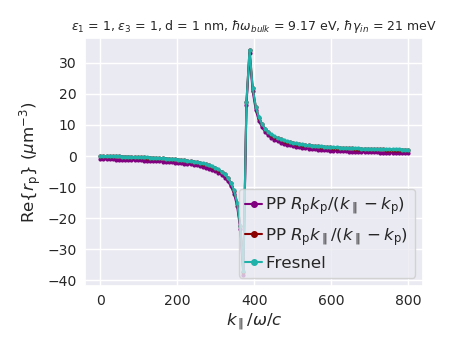 ε₁ = 1, ε₃ = 1, d = 1 nm, ℏω_bulk = 9.17 eV, ℏγ_in = 21 meV
Re{r_p} (μm⁻³)
30
20
10
0
−10
−20
−30
−40
PP R_p k_p/(k_∥ − k_p)
PP R_p k_∥/(k_∥ − k_p)
Fresnel
0 200 400 600 800
k_∥/ω/c